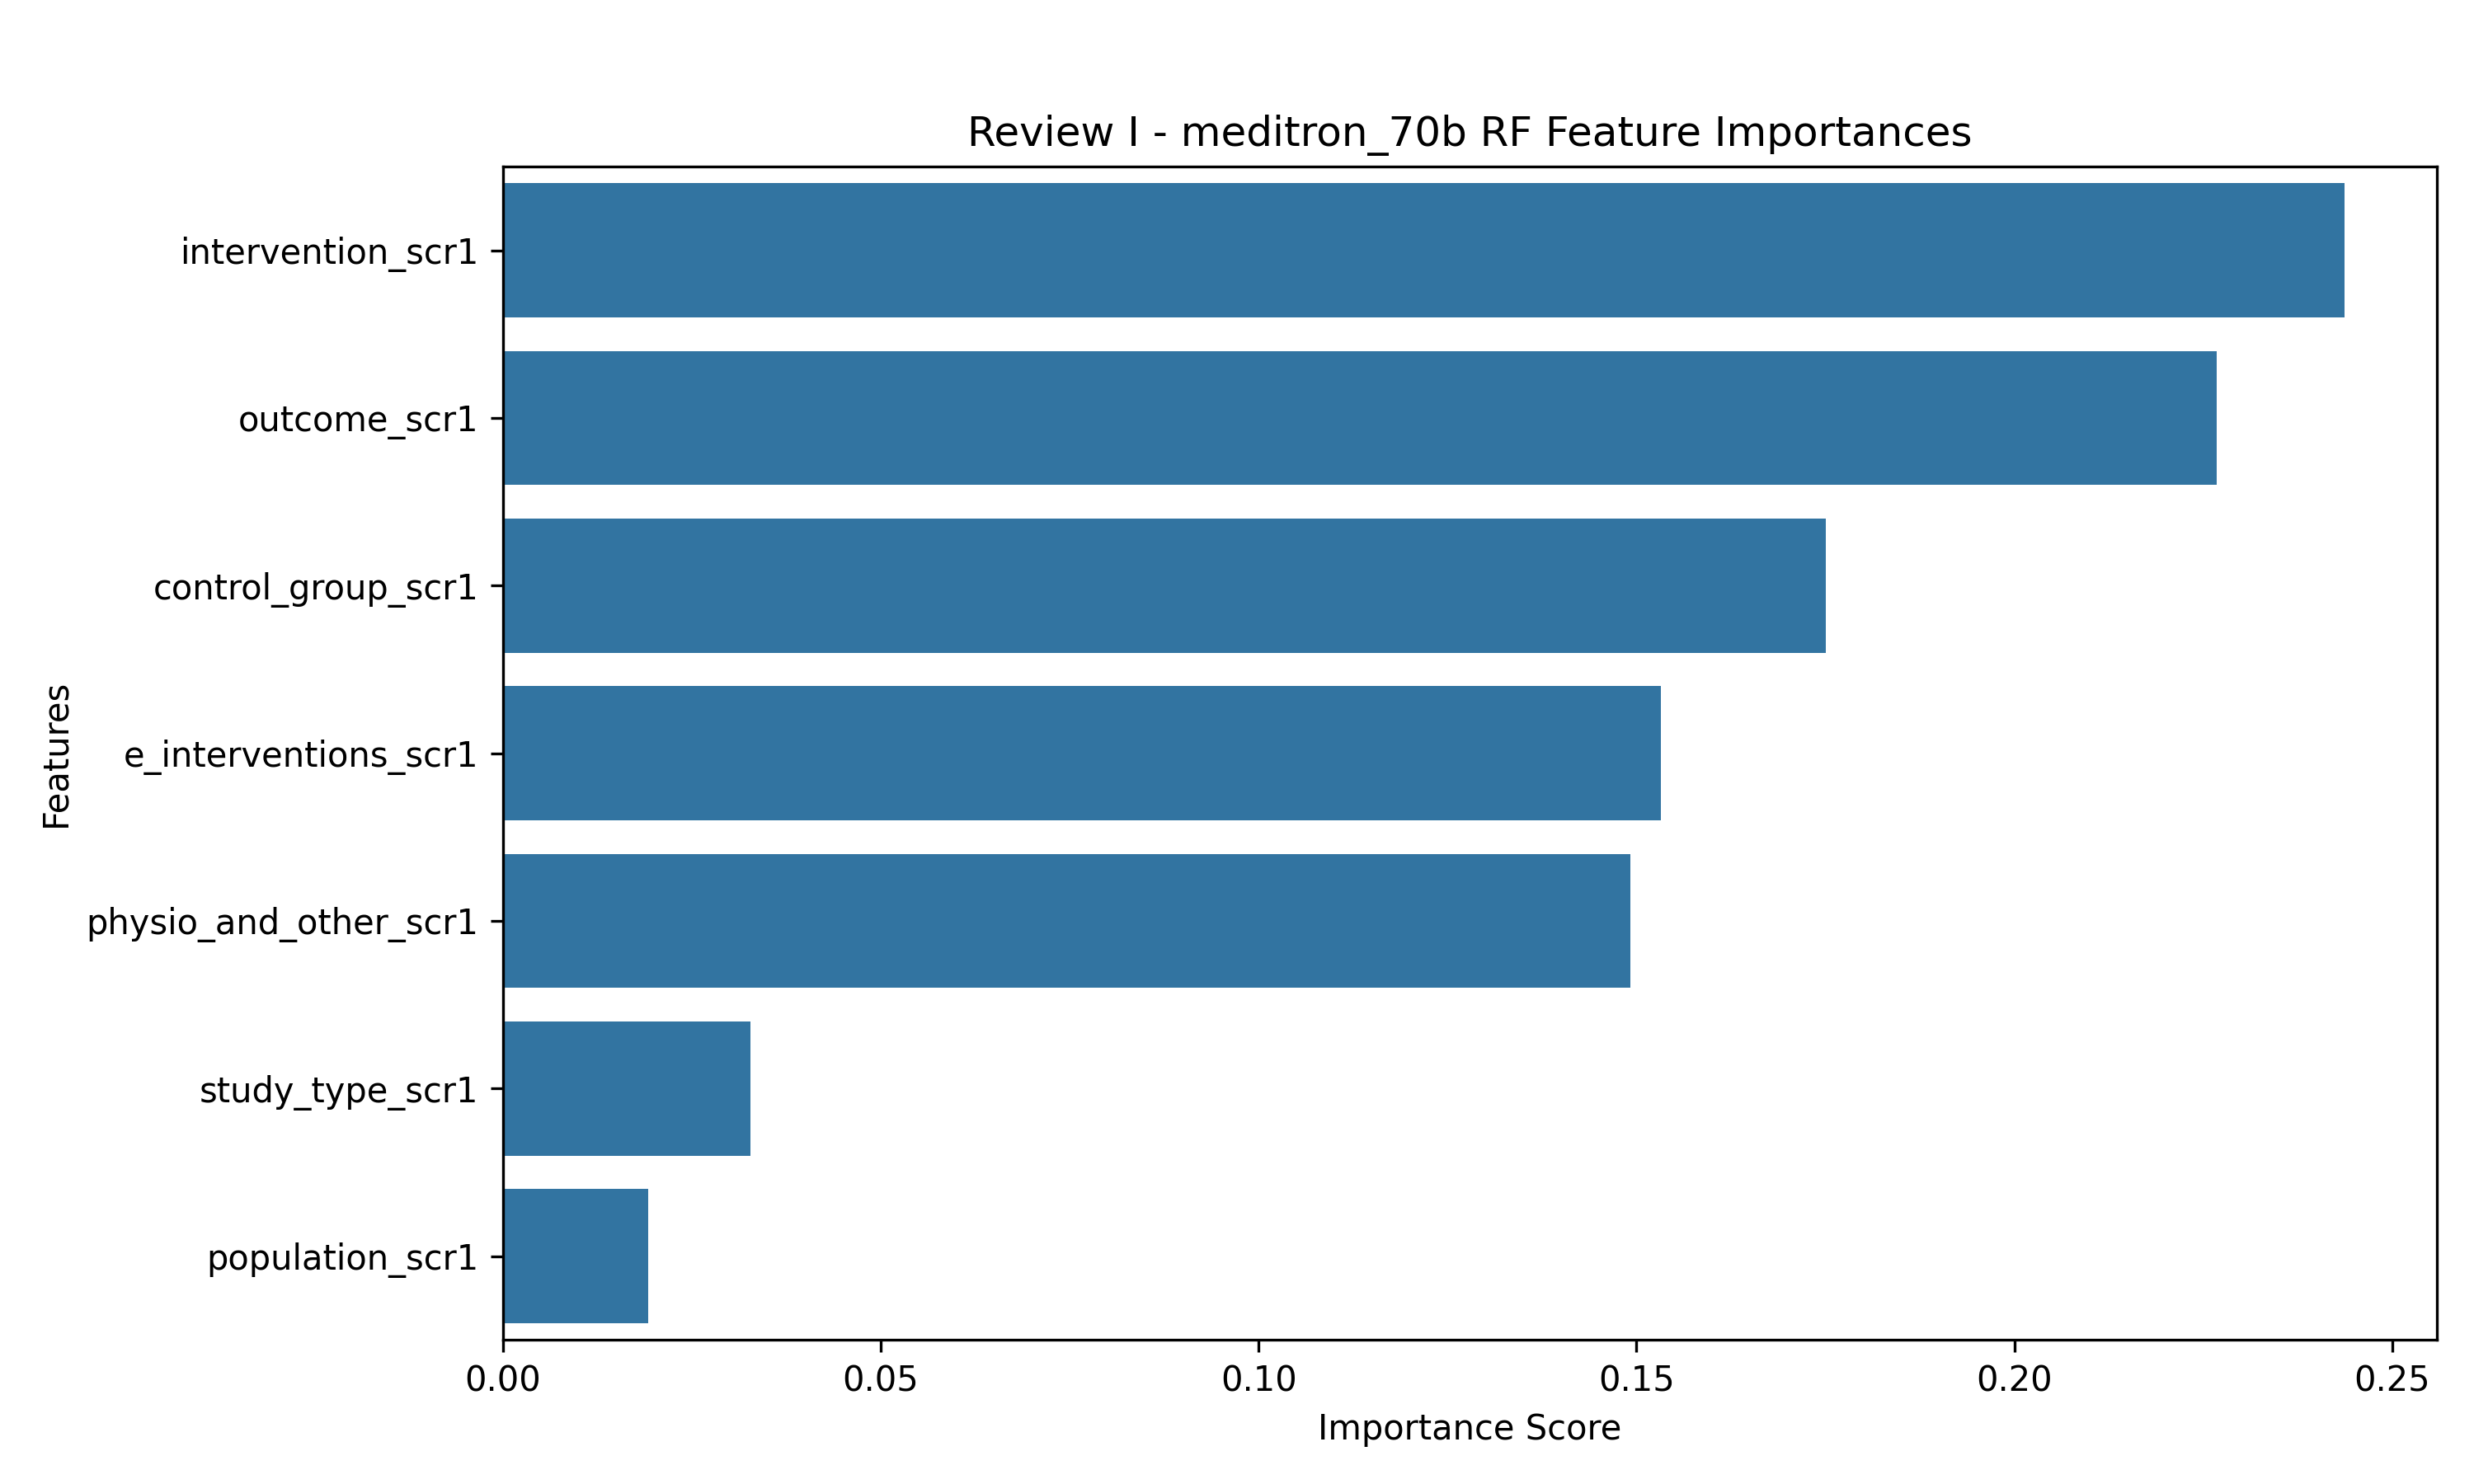 Review I - meditron_70b RF Feature Importances
intervention_scr1
outcome_scr1
control_group_scr1
e_interventions_scr1
physio_and_other_scr1
study_type_scr1
population_scr1
Features
0.00 0.05 0.10 0.15 0.20 0.25
Importance Score